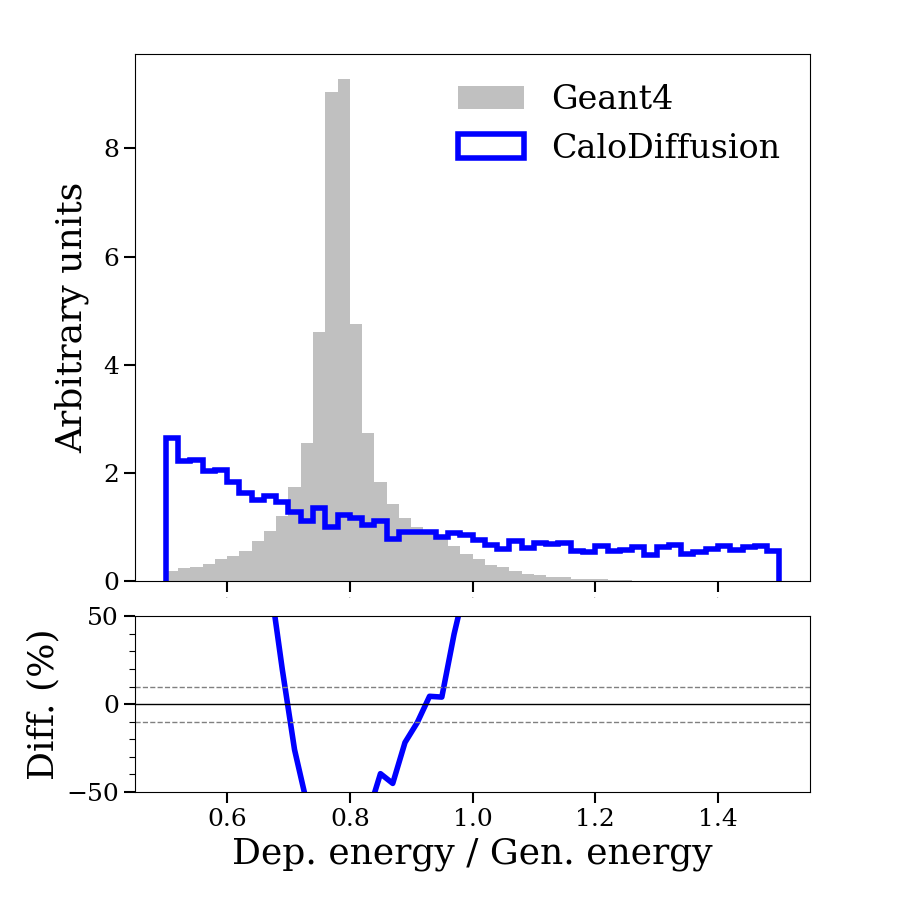 Geant4
CaloDiffusion
Arbitrary units
8
6
4
2
0
Diff. (%)
50
0
−50
0.6 0.8 1.0 1.2 1.4
Dep. energy / Gen. energy